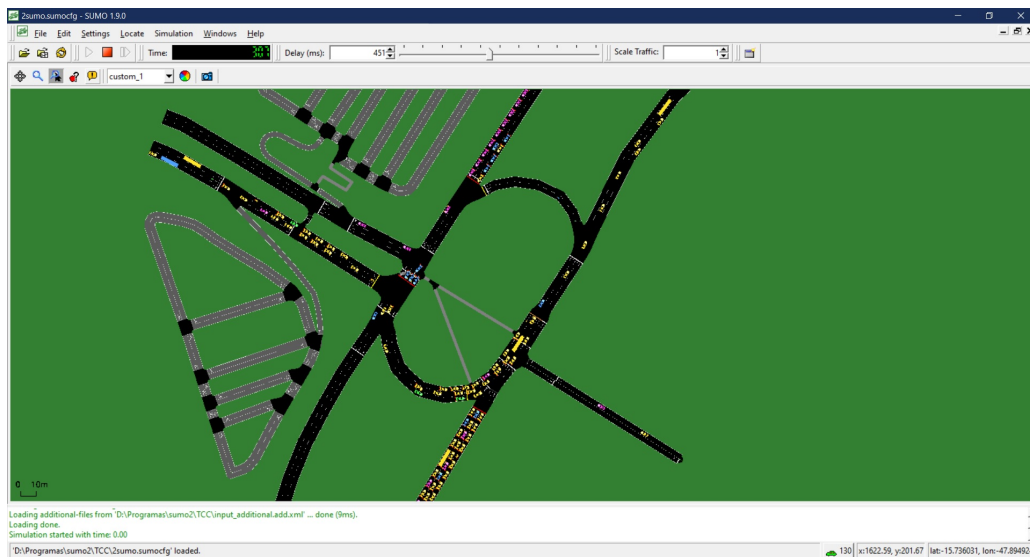 2sumo.sumocfg - SUMO 1.9.0
File Edit Settings Locate Simulation Windows Help
Time: 307 Delay (ms): 451 Scale Traffic: 1
custom_1
0 10m
Loading additional-files from 'D:\Programas\sumo2\TCC\input_additional.add.xml' ... done (9ms).
Loading done.
Simulation started with time: 0.00
'D:\Programas\sumo2\TCC\2sumo.sumocfg' loaded. 130 x:1622.59, y:201.67 lat:-15.736031, lon:-47.89492